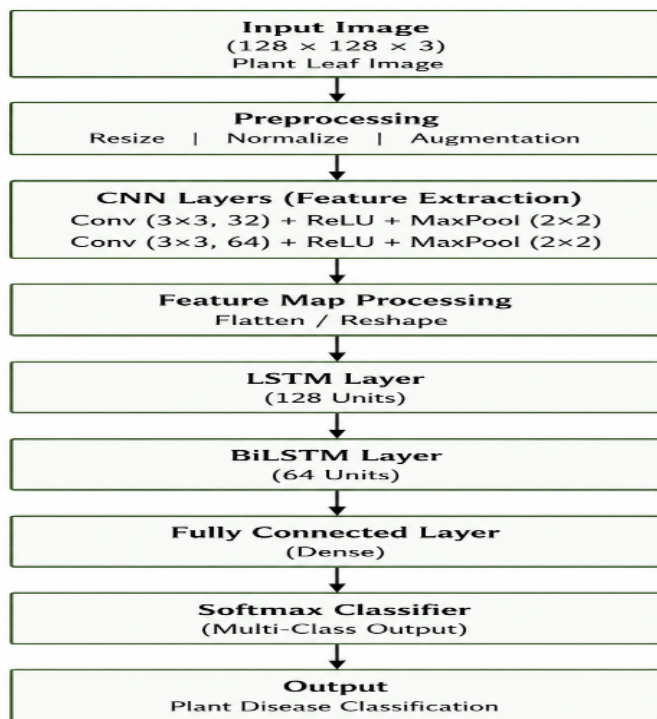 Input Image
(128 × 128 × 3)
Plant Leaf Image
Preprocessing
Resize | Normalize | Augmentation
CNN Layers (Feature Extraction)
Conv (3×3, 32) + ReLU + MaxPool (2×2)
Conv (3×3, 64) + ReLU + MaxPool (2×2)
Feature Map Processing
Flatten / Reshape
LSTM Layer
(128 Units)
BiLSTM Layer
(64 Units)
Fully Connected Layer
(Dense)
Softmax Classifier
(Multi-Class Output)
Output
Plant Disease Classification